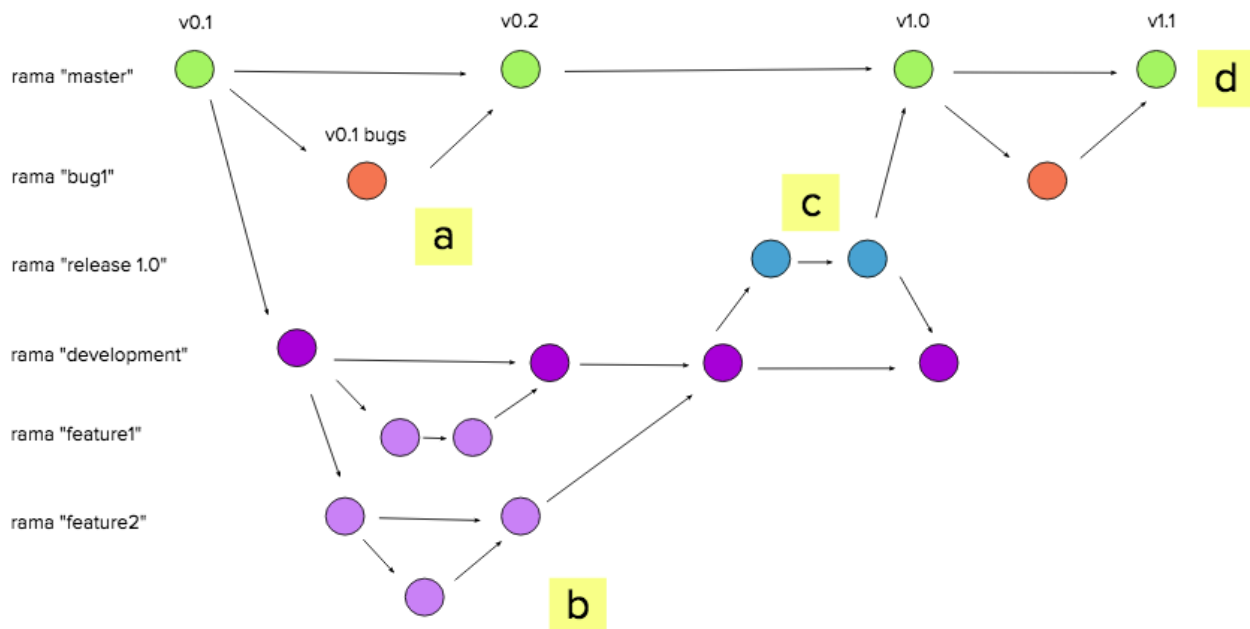 v0.1
v0.2
v1.0
v1.1
rama "master"
d
v0.1 bugs
rama "bug1"
c
a
rama "release 1.0"
rama "development"
rama "feature1"
rama "feature2"
b